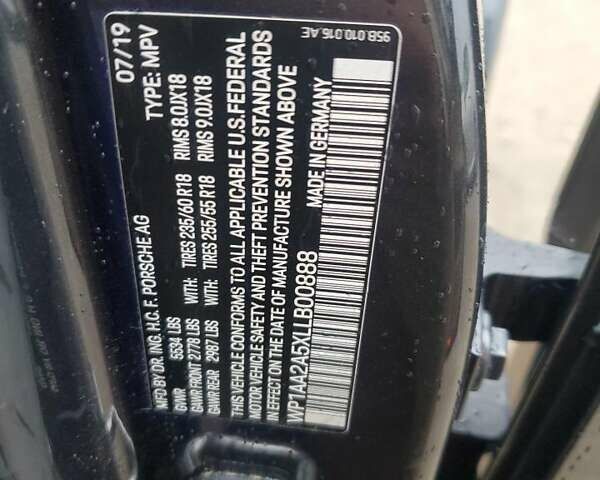 MFD BY DR. ING. H.C. F. PORSCHE AG 07/19
GVWR 5534 LBS TYPE: MPV
GAWR FRONT 2778 LBS WITH: TIRES 235/60 R18 RIMS 8.0JX18
GAWR REAR 2987 LBS WITH: TIRES 255/55 R18 RIMS 9.0JX18
THIS VEHICLE CONFORMS TO ALL APPLICABLE U.S. FEDERAL
MOTOR VEHICLE SAFETY AND THEFT PREVENTION STANDARDS
IN EFFECT ON THE DATE OF MANUFACTURE SHOWN ABOVE
WP1AA2A5XLLB00888 MADE IN GERMANY
95B.010.015.AE